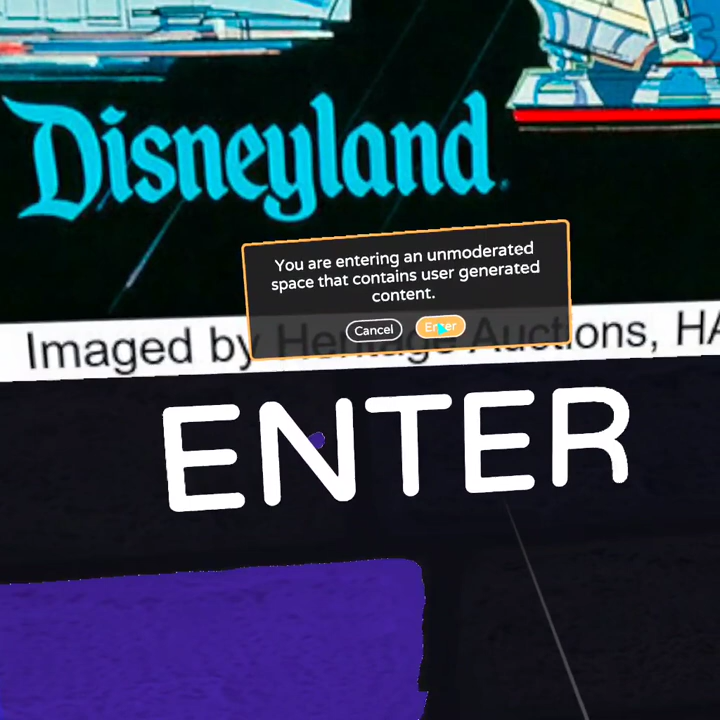 Disneyland
You are entering an unmoderated
space that contains user generated
content.
Cancel
Enter
Imaged by Heritage Auctions, HA
ENTER